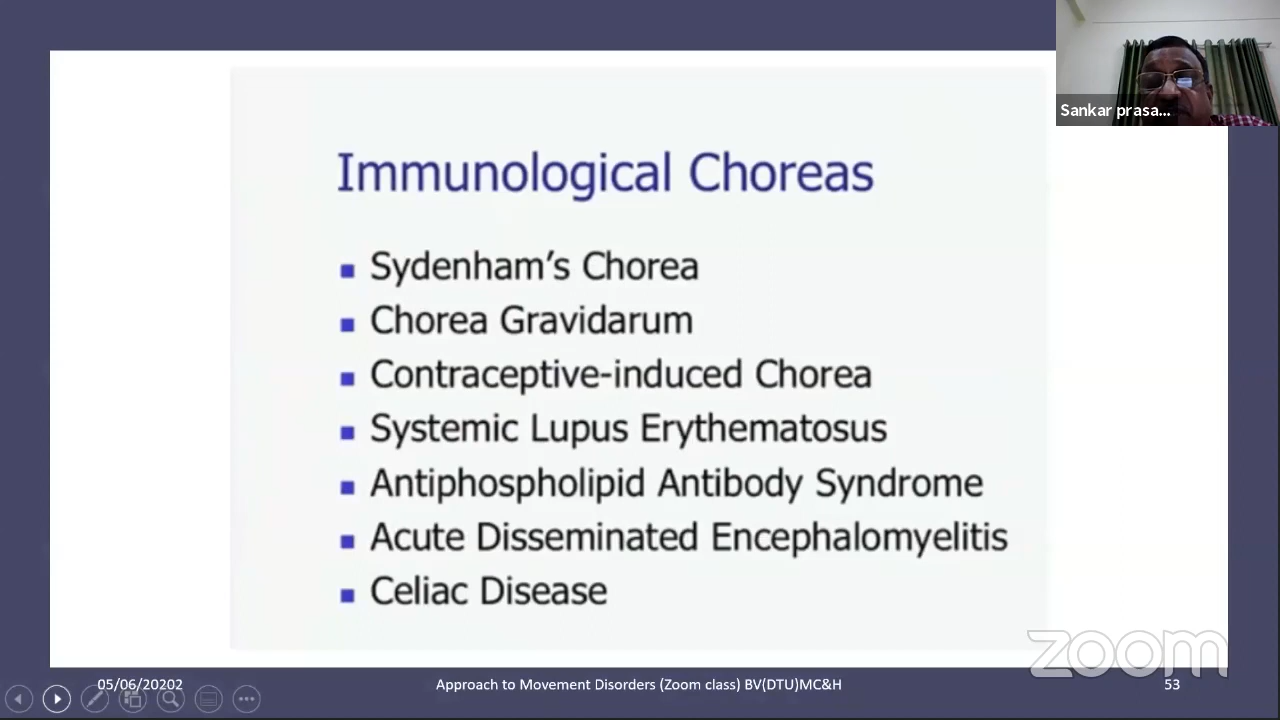 Sankar prasa...
Immunological Choreas
Sydenham’s Chorea
Chorea Gravidarum
Contraceptive-induced Chorea
Systemic Lupus Erythematosus
Antiphospholipid Antibody Syndrome
Acute Disseminated Encephalomyelitis
Celiac Disease
zoom
05/06/20202
Approach to Movement Disorders (Zoom class) BV(DTU)MC&H
53